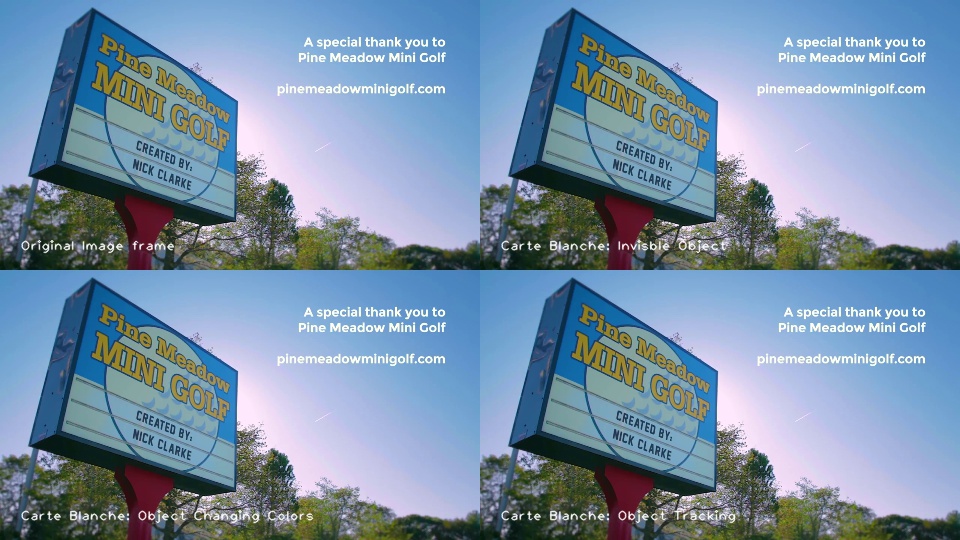 Pine Meadow
MINI GOLF
CREATED BY:
NICK CLARKE
A special thank you to
Pine Meadow Mini Golf
pinemeadowminigolf.com
Original Image frame
Pine Meadow
MINI GOLF
CREATED BY:
NICK CLARKE
A special thank you to
Pine Meadow Mini Golf
pinemeadowminigolf.com
Carte Blanche: Invisble Object
Pine Meadow
MINI GOLF
CREATED BY:
NICK CLARKE
A special thank you to
Pine Meadow Mini Golf
pinemeadowminigolf.com
Carte Blanche: Object Changing Colors
Pine Meadow
MINI GOLF
CREATED BY:
NICK CLARKE
A special thank you to
Pine Meadow Mini Golf
pinemeadowminigolf.com
Carte Blanche: Object Tracking